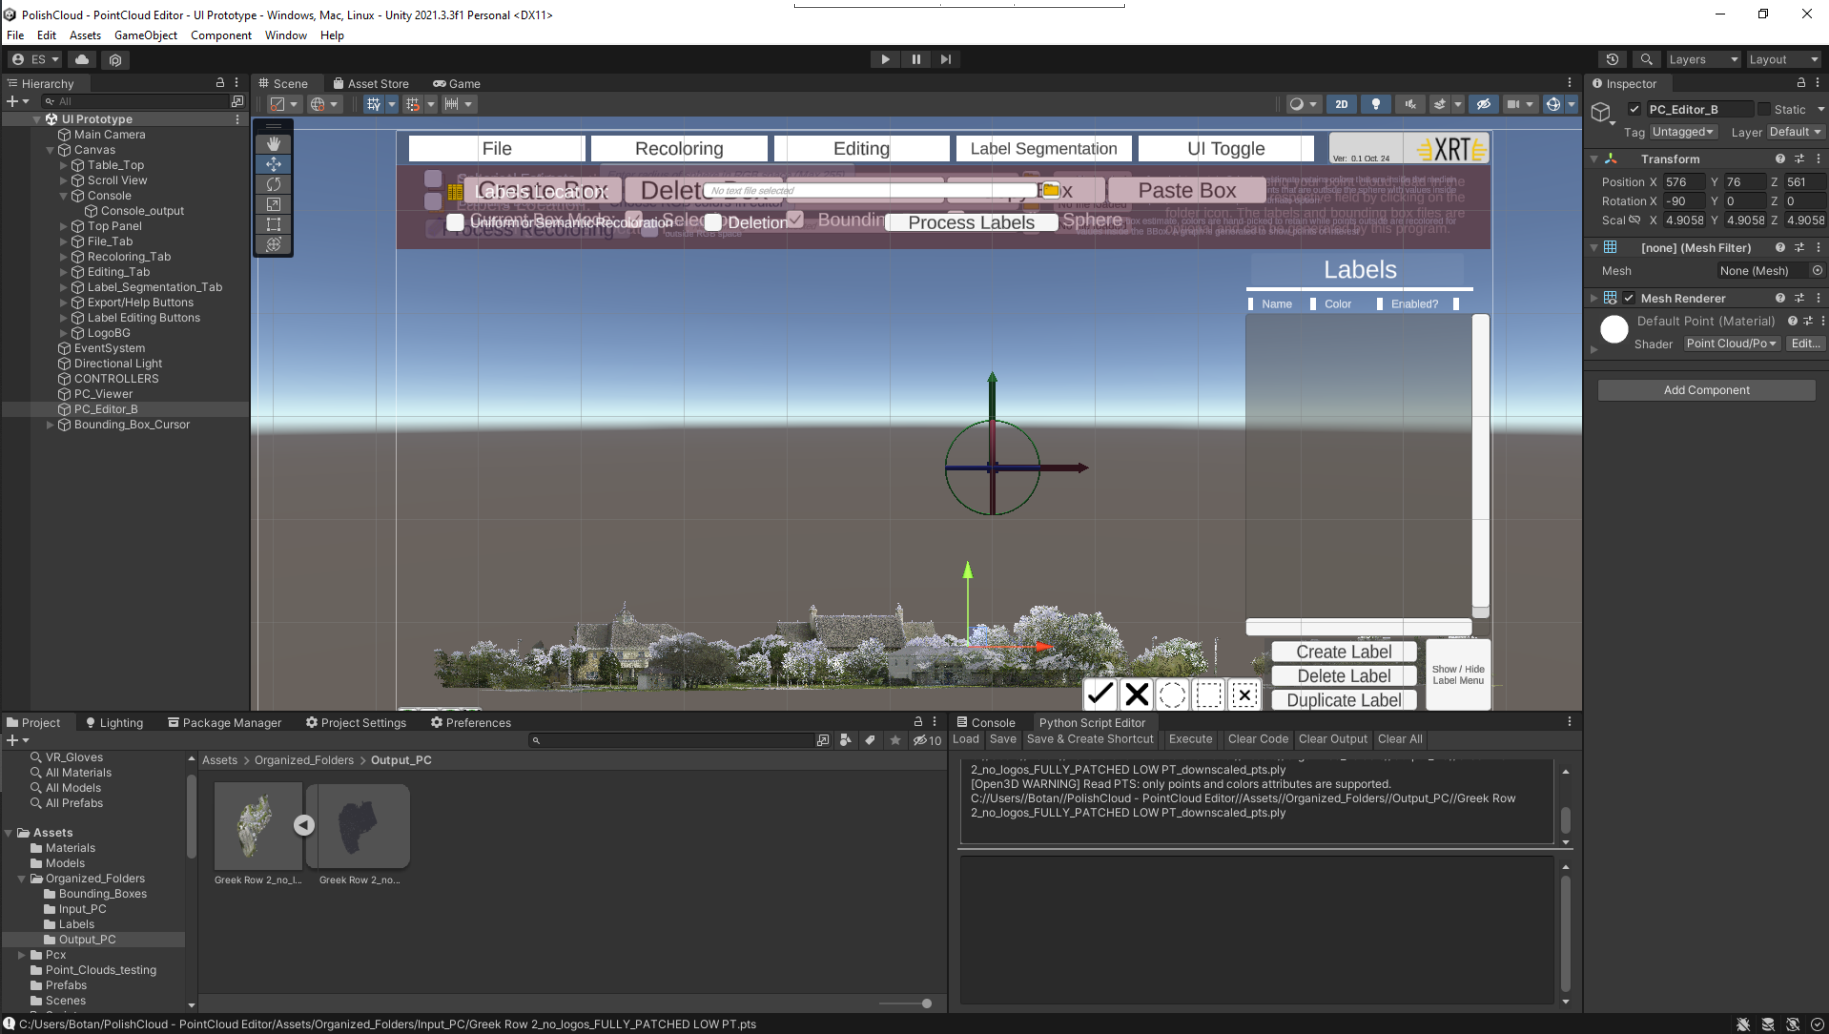 PolishCloud - PointCloud Editor - UI Prototype - Windows, Mac, Linux - Unity 2021.3.3f1 Personal <DX11>
File Edit Assets GameObject Component Window Help
ES
Layers Layout
Hierarchy
All
UI Prototype
Main Camera
Canvas
Table_Top
Scroll View
Console
Console_output
Top Panel
File_Tab
Recoloring_Tab
Editing_Tab
Label_Segmentation_Tab
Export/Help Buttons
Label Editing Buttons
LogoBG
EventSystem
Directional Light
CONTROLLERS
PC_Viewer
PC_Editor_B
Bounding_Box_Cursor
Scene Asset Store Game
2D
File Recoloring Editing Label Segmentation UI Toggle
Ver: 0.1 Oct. 24 XRT
Labels Location
No text file selected
Paste Box
Uniform or Semantic Recoloration
Deletion
Process Labels
Sphere
Labels
Name Color Enabled?
Create Label
Delete Label
Duplicate Label
Show / Hide
Label Menu
Inspector
PC_Editor_B Static
Tag Untagged Layer Default
Transform
Position X 576 Y 76 Z 561
Rotation X -90 Y 0 Z 0
Scal X 4.9058 Y 4.9058 Z 4.9058
[none] (Mesh Filter)
Mesh None (Mesh)
Mesh Renderer
Default Point (Material)
Shader Point Cloud/Po Edit...
Add Component
Project Lighting Package Manager Project Settings Preferences
10
VR_Gloves
All Materials
All Models
All Prefabs
Assets
Materials
Models
Organized_Folders
Bounding_Boxes
Input_PC
Labels
Output_PC
Pcx
Point_Clouds_testing
Prefabs
Scenes
Assets > Organized_Folders > Output_PC
Greek Row 2_no_l...
Greek Row 2_no...
Console Python Script Editor
Load Save Save & Create Shortcut Execute Clear Code Clear Output Clear All
2_no_logos_FULLY_PATCHED LOW PT_downscaled_pts.ply
[Open3D WARNING] Read PTS: only points and colors attributes are supported.
C://Users//Botan//PolishCloud - PointCloud Editor//Assets//Organized_Folders//Output_PC//Greek Row
2_no_logos_FULLY_PATCHED LOW PT_downscaled_pts.ply
C:/Users/Botan/PolishCloud - PointCloud Editor/Assets/Organized_Folders/Input_PC/Greek Row 2_no_logos_FULLY_PATCHED LOW PT.pts